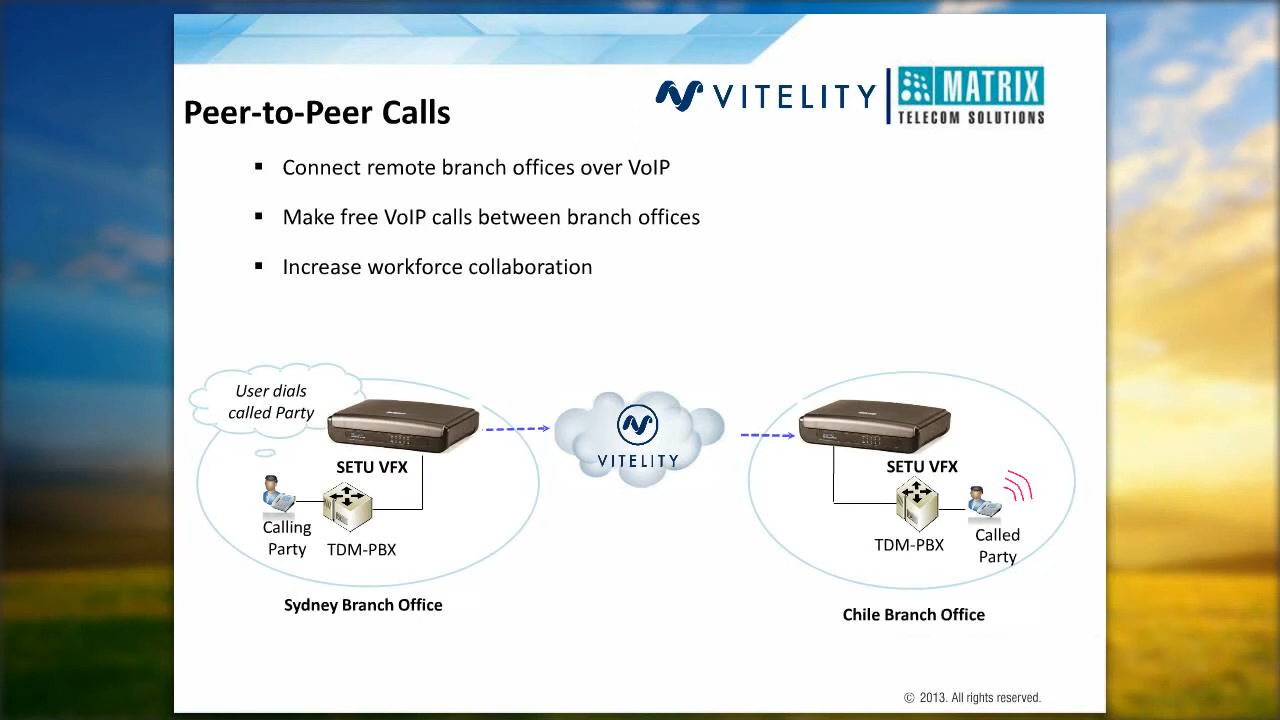 VITELITY
MATRIX
TELECOM SOLUTIONS
Peer-to-Peer Calls
▪ Connect remote branch offices over VoIP
▪ Make free VoIP calls between branch offices
▪ Increase workforce collaboration
User dials
called Party
SETU VFX
Calling
Party
TDM-PBX
Sydney Branch Office
VITELITY
SETU VFX
TDM-PBX
Called
Party
Chile Branch Office
© 2013. All rights reserved.